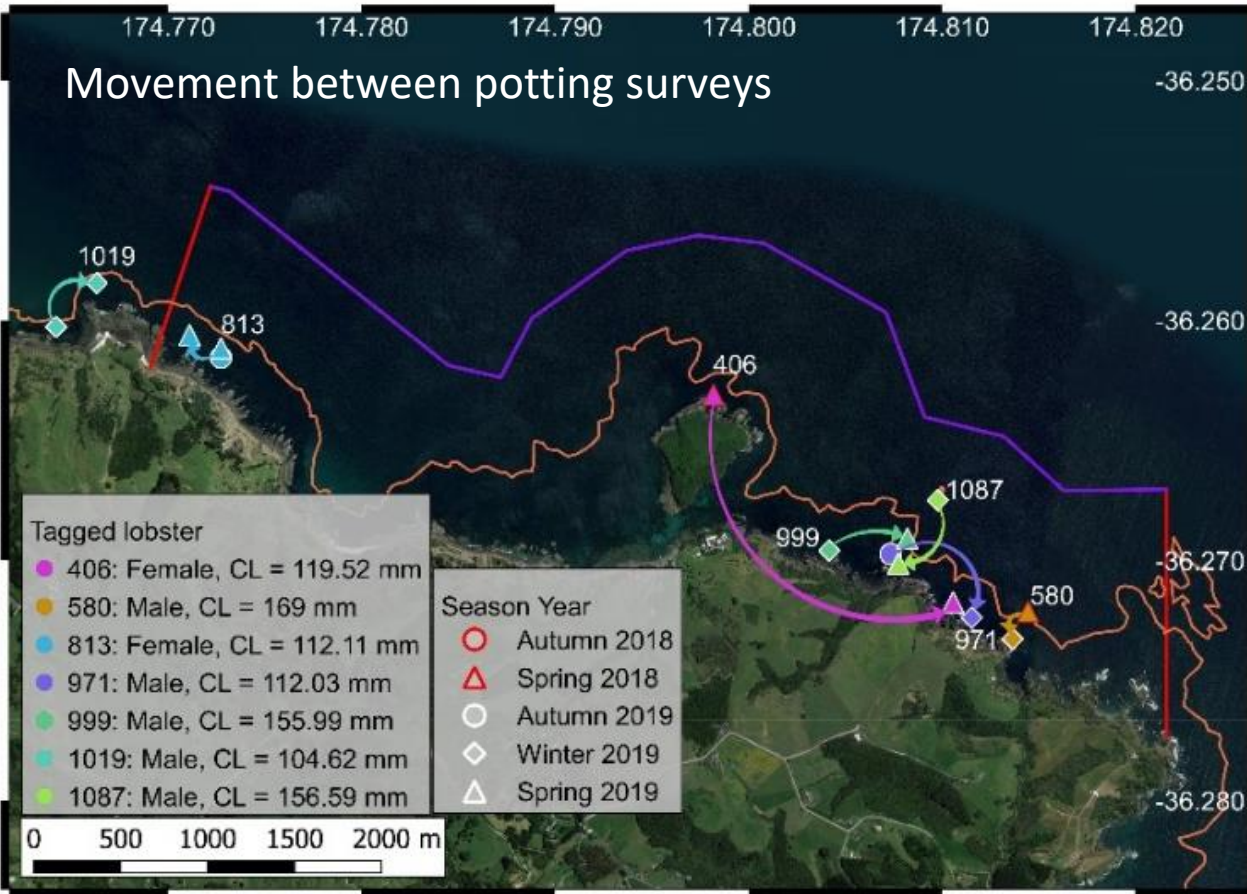 174.770 174.780 174.790 174.800 174.810 174.820
Movement between potting surveys
-36.250
1019
813
-36.260
406
1087
999
-36.270
580
971
-36.280
Tagged lobster
406: Female, CL = 119.52 mm
580: Male, CL = 169 mm
813: Female, CL = 112.11 mm
971: Male, CL = 112.03 mm
999: Male, CL = 155.99 mm
1019: Male, CL = 104.62 mm
1087: Male, CL = 156.59 mm
Season Year
Autumn 2018
Spring 2018
Autumn 2019
Winter 2019
Spring 2019
0 500 1000 1500 2000 m